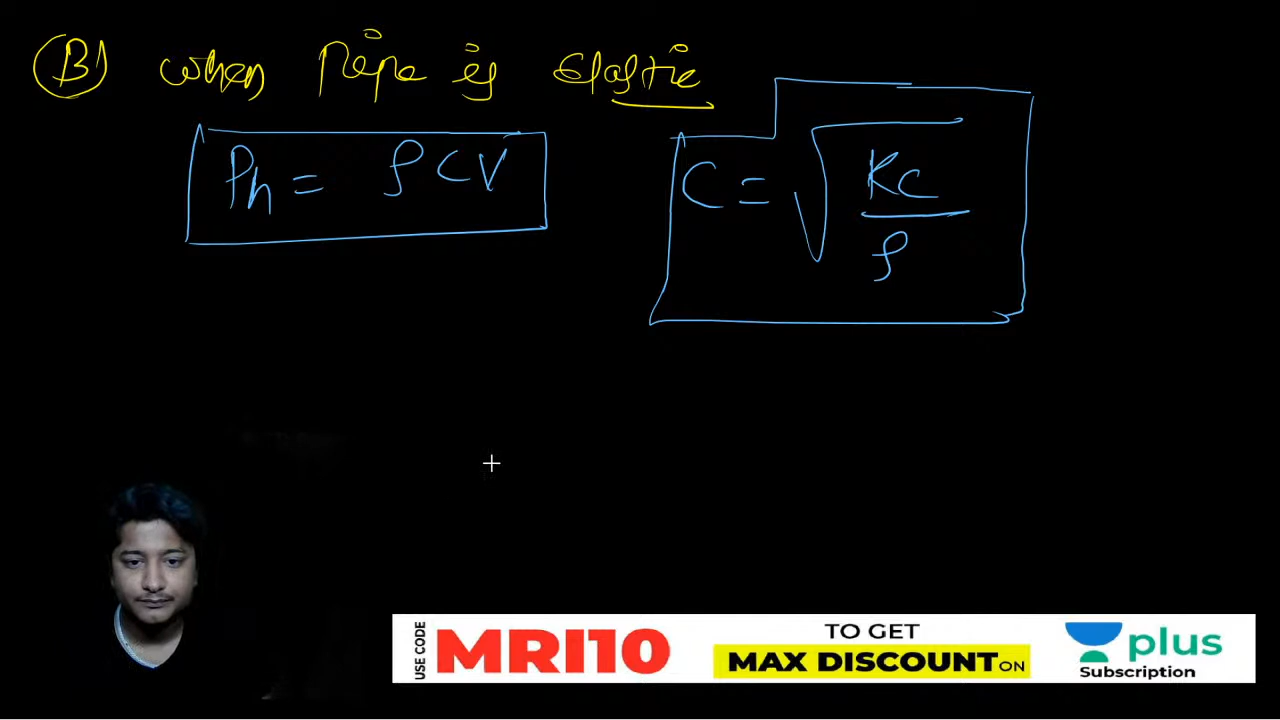 (B) When Pipe is Elastic
Ph = ρCV
C = √(Kc/ρ)
USE CODE MRI10
TO GET
MAX DISCOUNT ON
plus
Subscription